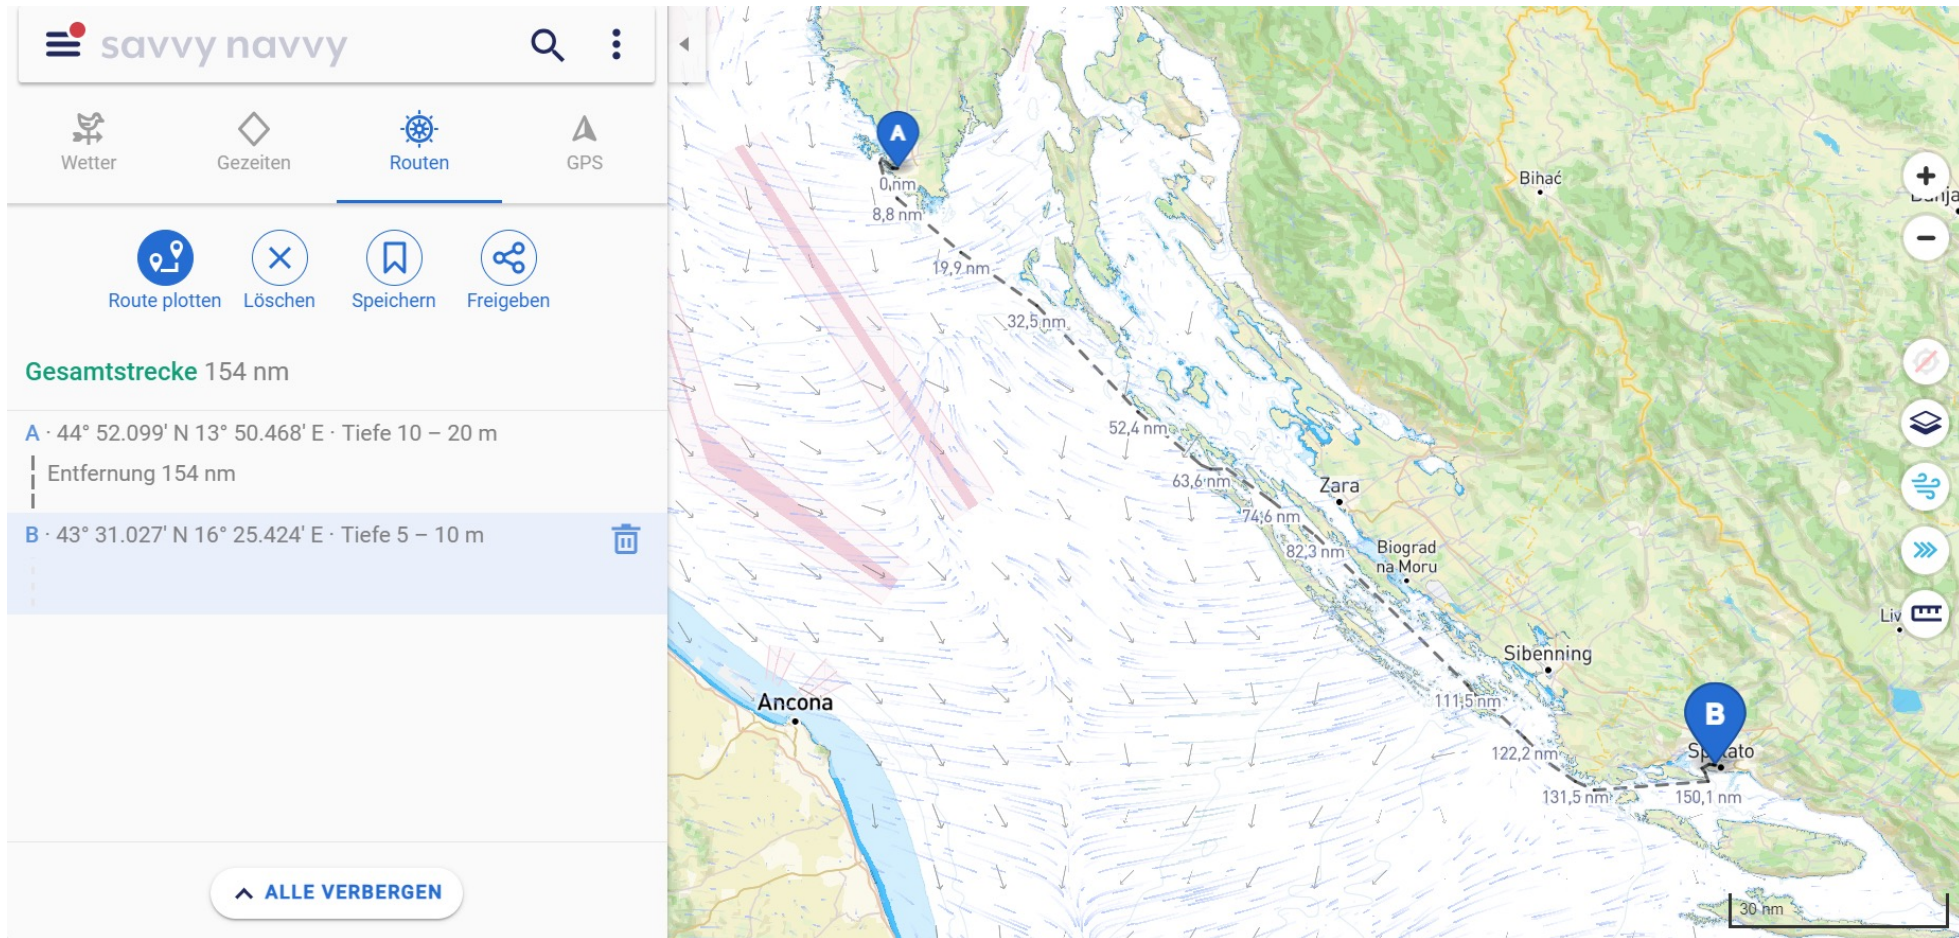 savvy navvy
Wetter
Gezeiten
Routen
GPS
Route plotten
Löschen
Speichern
Freigeben
Gesamtstrecke 154 nm
A · 44° 52.099' N 13° 50.468' E · Tiefe 10 – 20 m
Entfernung 154 nm
B · 43° 31.027' N 16° 25.424' E · Tiefe 5 – 10 m
ALLE VERBERGEN
A
0 nm
8,8 nm
19,9 nm
32,5 nm
52,4 nm
63,6 nm
74,6 nm
82,3 nm
111,5 nm
122,2 nm
131,5 nm
150,1 nm
B
Bihać
Zara
Biograd
na Moru
Sibenning
Ancona
30 nm